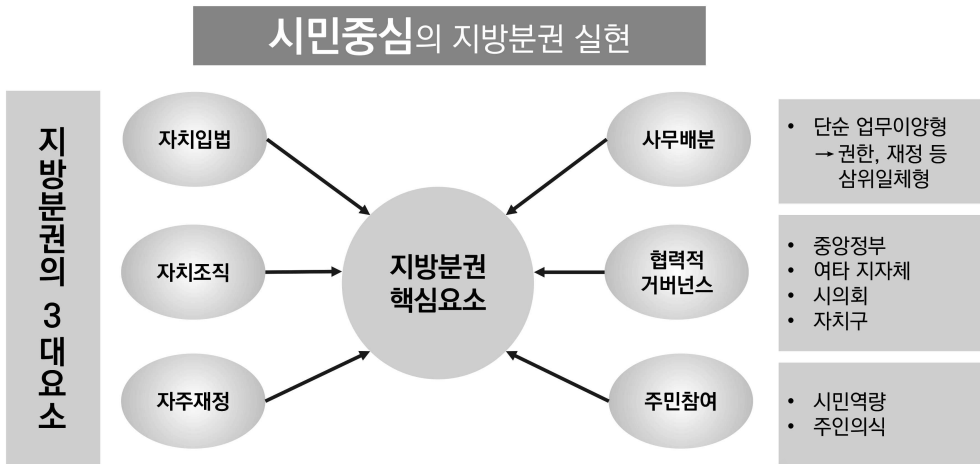 시민중심의 지방분권 실현
지방분권의 3대요소
자치입법
자치조직
자주재정
지방분권
핵심요소
사무배분
협력적
거버넌스
주민참여
• 단순 업무이양형
→ 권한, 재정 등
삼위일체형
• 중앙정부
• 여타 지자체
• 시의회
• 자치구
• 시민역량
• 주인의식